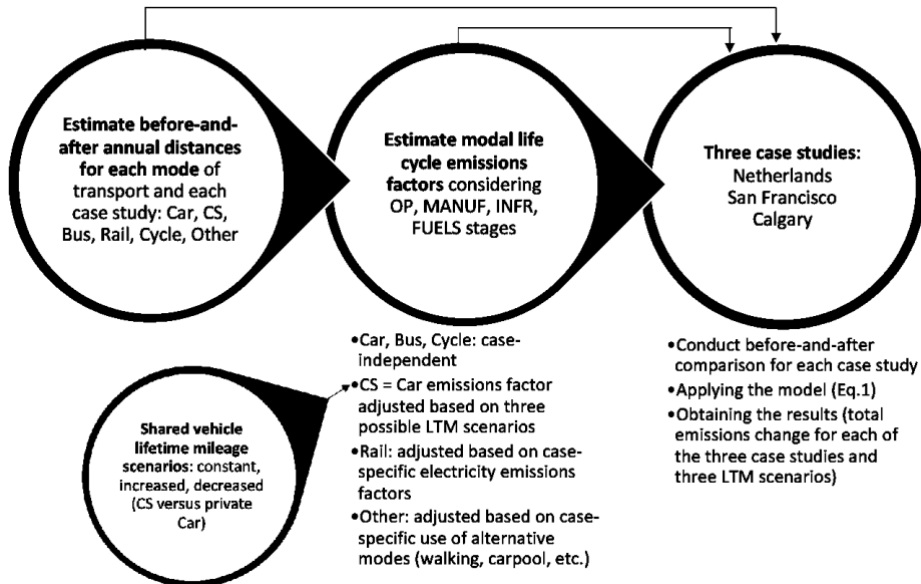 Estimate before-and-
after annual distances
for each mode of
transport and each
case study: Car, CS,
Bus, Rail, Cycle, Other
Estimate modal life
cycle emissions
factors considering
OP, MANUF, INFR,
FUELS stages
Three case studies:
Netherlands
San Francisco
Calgary
Shared vehicle
lifetime mileage
scenarios: constant,
increased, decreased
(CS versus private
Car)
•Car, Bus, Cycle: case-
independent
•CS = Car emissions factor
adjusted based on three
possible LTM scenarios
•Rail: adjusted based on case-
specific electricity emissions
factors
•Other: adjusted based on case-
specific use of alternative
modes (walking, carpool, etc.)
•Conduct before-and-after
comparison for each case study
•Applying the model (Eq.1)
•Obtaining the results (total
emissions change for each of
the three case studies and
three LTM scenarios)